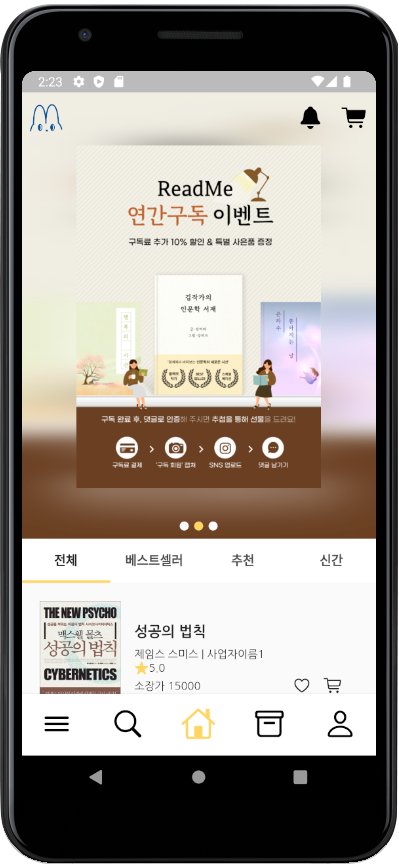 2:23
ReadMe
연간구독 이벤트
구독료 추가 10% 할인 & 특별 사은품 증정
김작가의
인문학 서재
구독 완료 후, 댓글로 인증해 주시면 추첨을 통해 선물을 드려요!
구독료 결제
'구독 회원' 캡쳐
SNS 업로드
댓글 남기기
전체
베스트셀러
추천
신간
THE NEW PSYCHO
맥스웰 몰츠
성공의 법칙
CYBERNETICS
성공의 법칙
제임스 스미스 | 사업자이름1
5.0
소장가 15000